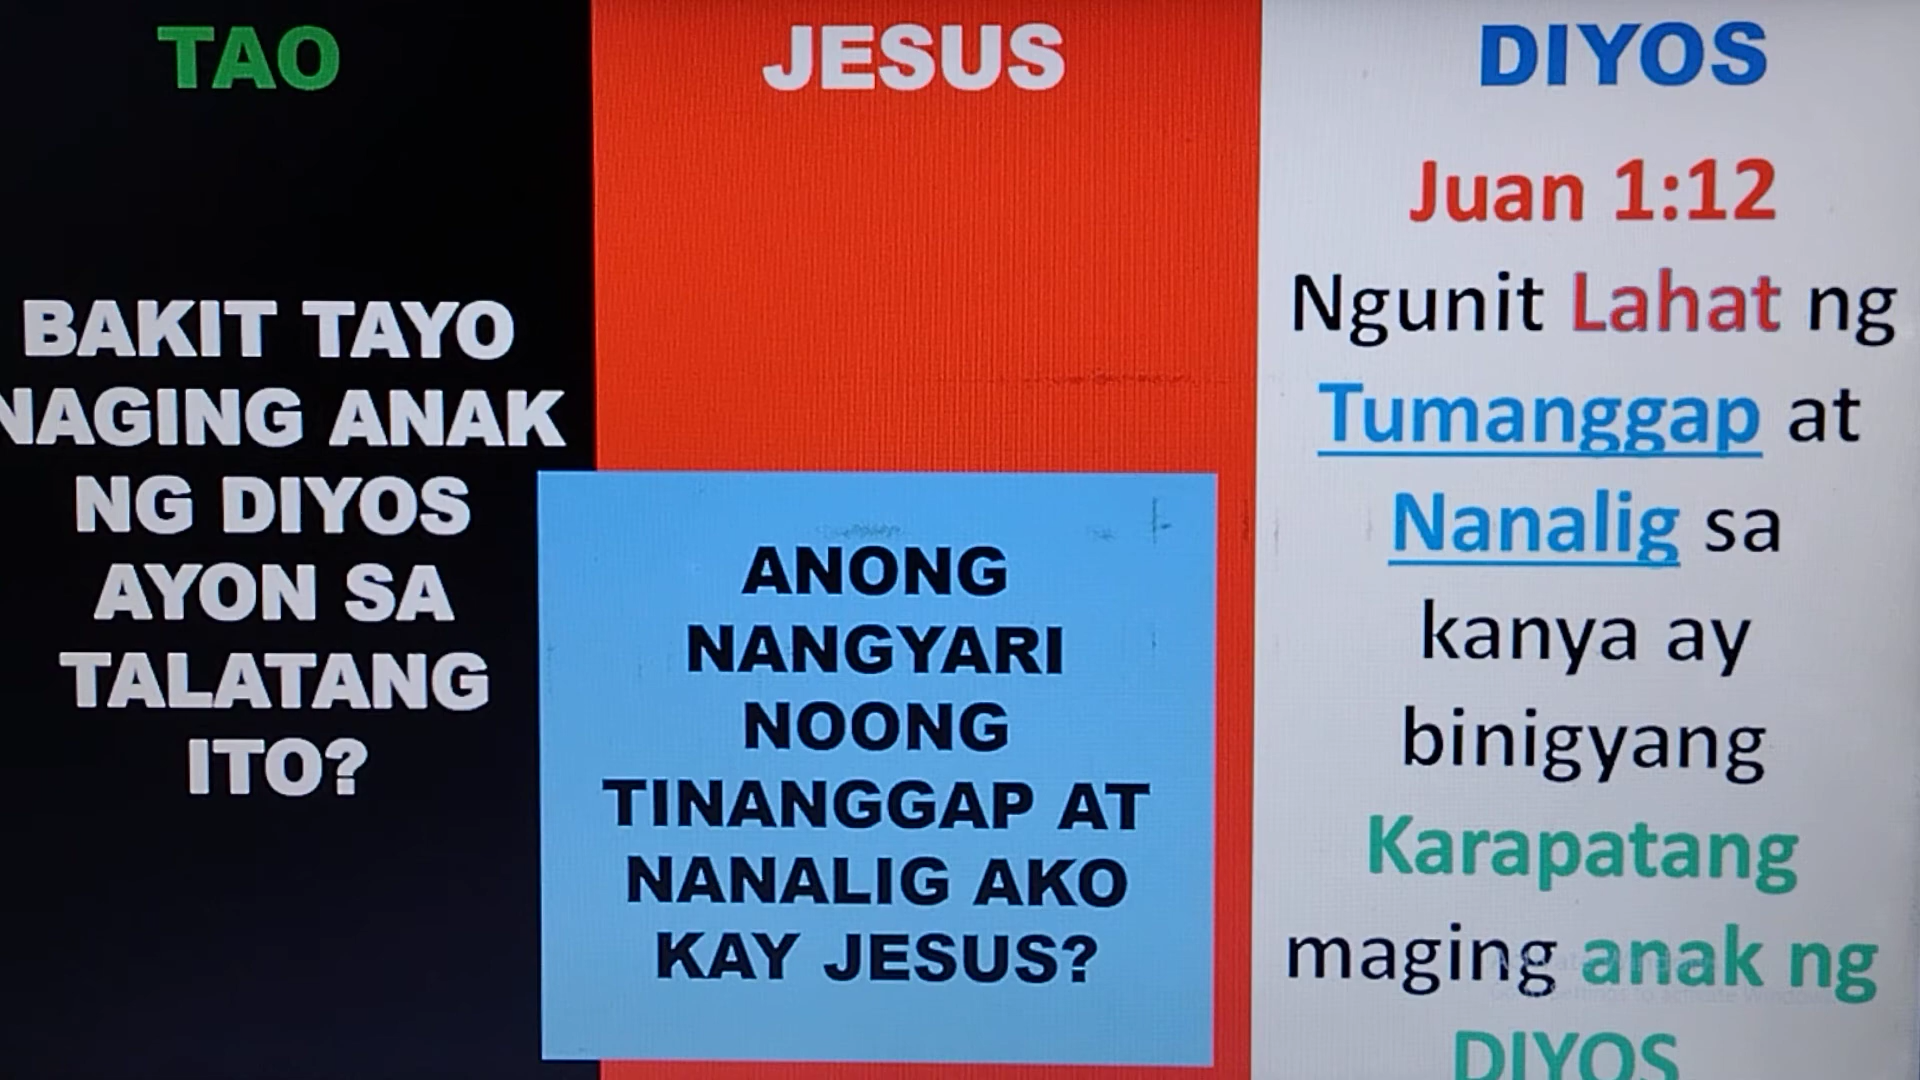 TAO
BAKIT TAYO
NAGING ANAK
NG DIYOS
AYON SA
TALATANG
ITO?
JESUS
ANONG
NANGYARI
NOONG
TINANGGAP AT
NANALIG AKO
KAY JESUS?
DIYOS
Juan 1:12
Ngunit Lahat ng
Tumanggap at
Nanalig sa
kanya ay
binigyang
Karapatang
maging anak ng
DIYOS